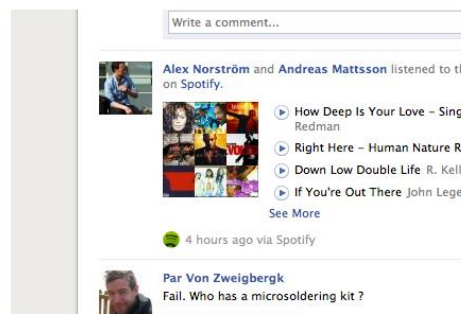 Write a comment...
Alex Norström and Andreas Mattsson listened to
on Spotify.
How Deep Is Your Love – Sing
Redman
Right Here – Human Nature R
Down Low Double Life R. Kell
If You're Out There John Lege
See More
4 hours ago via Spotify
Par Von Zweigbergk
Fail. Who has a microsoldering kit ?